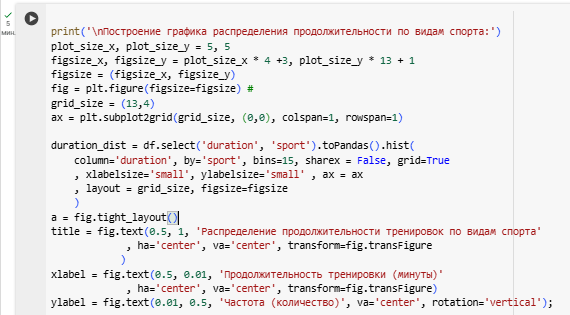 5
мин.
print('\nПостроение графика распределения продолжительности по видам спорта:')
plot_size_x, plot_size_y = 5, 5
figsize_x, figsize_y = plot_size_x * 4 +3, plot_size_y * 13 + 1
figsize = (figsize_x, figsize_y)
fig = plt.figure(figsize=figsize) #
grid_size = (13,4)
ax = plt.subplot2grid(grid_size, (0,0), colspan=1, rowspan=1)
duration_dist = df.select('duration', 'sport').toPandas().hist(
column='duration', by='sport', bins=15, sharex = False, grid=True
, xlabelsize='small', ylabelsize='small' , ax = ax
, layout = grid_size, figsize=figsize
)
a = fig.tight_layout()
title = fig.text(0.5, 1, 'Распределение продолжительности тренировок по видам спорта'
, ha='center', va='center', transform=fig.transFigure
)
xlabel = fig.text(0.5, 0.01, 'Продолжительность тренировки (минуты)'
, ha='center', va='center', transform=fig.transFigure)
ylabel = fig.text(0.01, 0.5, 'Частота (количество)', va='center', rotation='vertical');